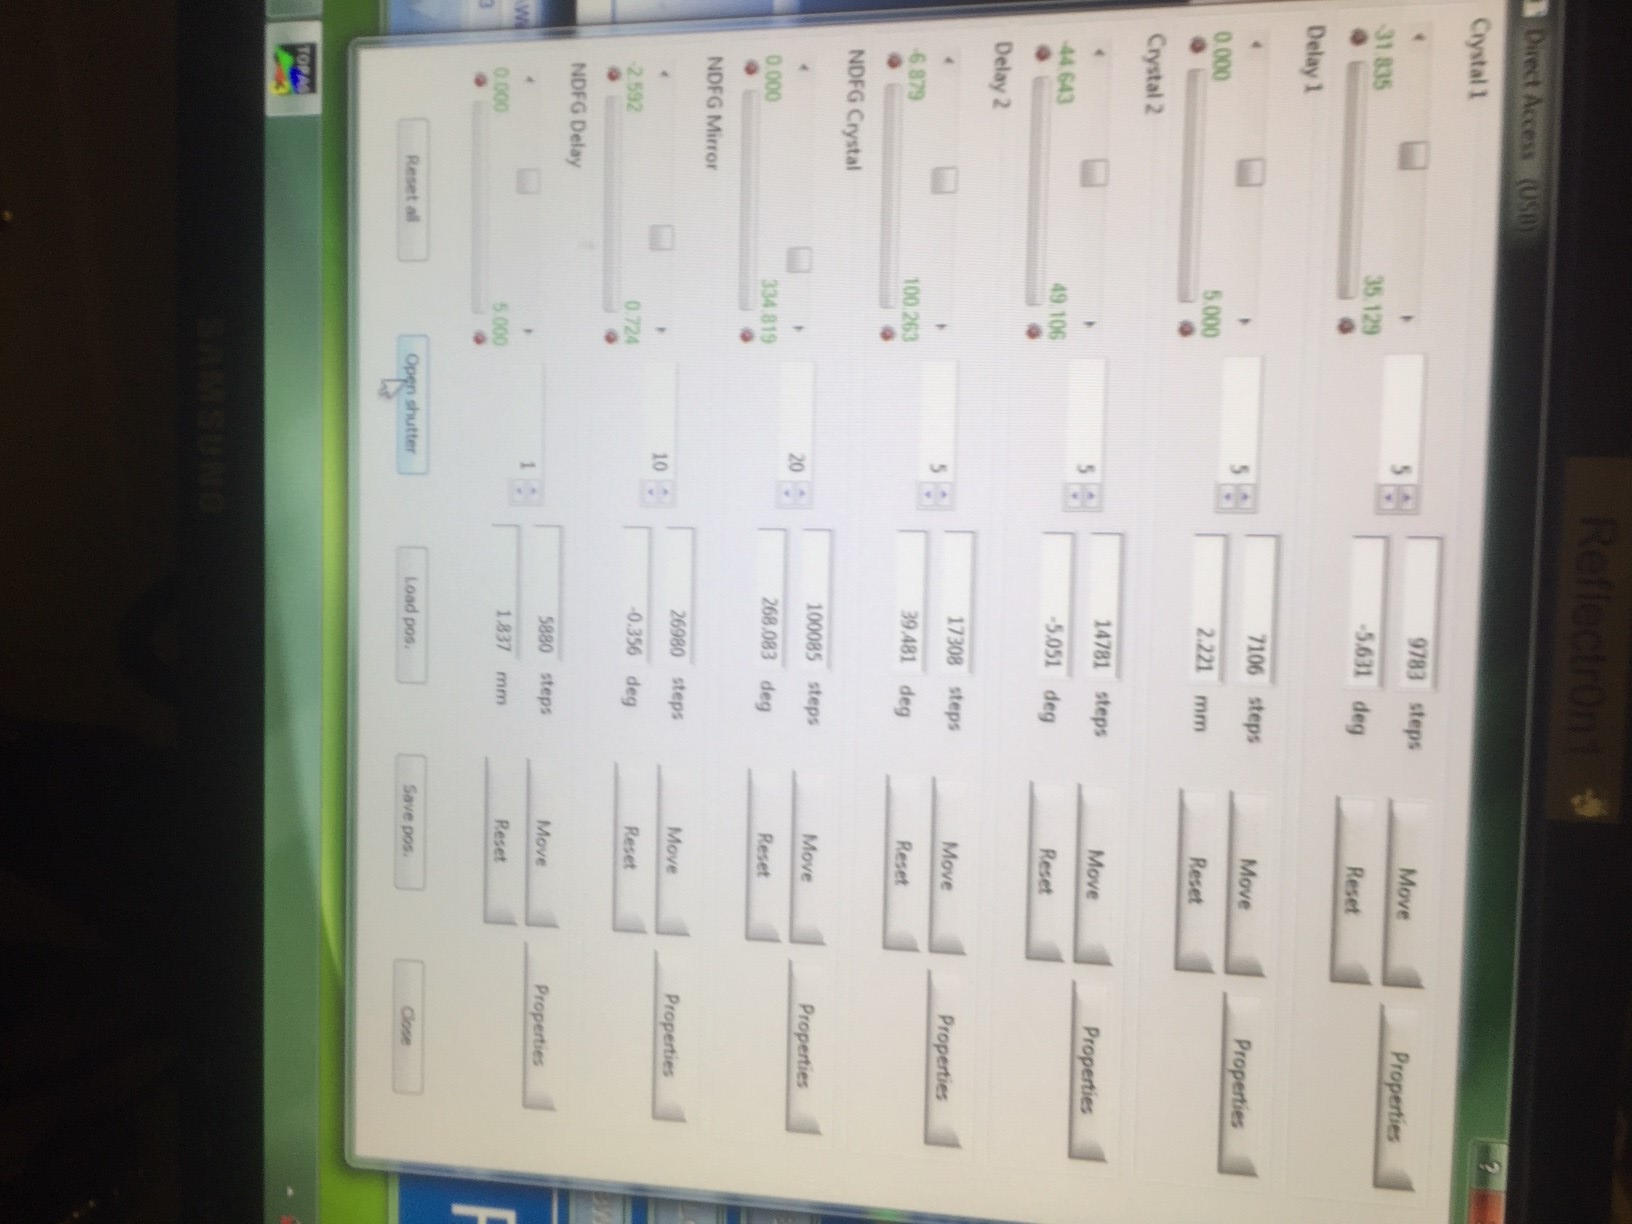 Reflectr0n1
Direct Access (USB)
?
Crystal 1
5 9783 steps Move Properties
-31.835 35.129 -5.631 deg Reset
Delay 1
5 7106 steps Move Properties
0.000 5.000 2.221 mm Reset
Crystal 2
5 14781 steps Move Properties
-44.643 49.106 -5.051 deg Reset
Delay 2
5 17308 steps Move Properties
-6.879 100.263 39.481 deg Reset
NDFG Crystal
20 100085 steps Move Properties
0.000 334.819 268.083 deg Reset
NDFG Mirror
10 26980 steps Move Properties
-2.592 0.724 -0.356 deg Reset
NDFG Delay
1 5880 steps Move Properties
0.000 5.000 1.837 mm Reset
Reset all Open shutter Load pos. Save pos. Close
SAMSUNG